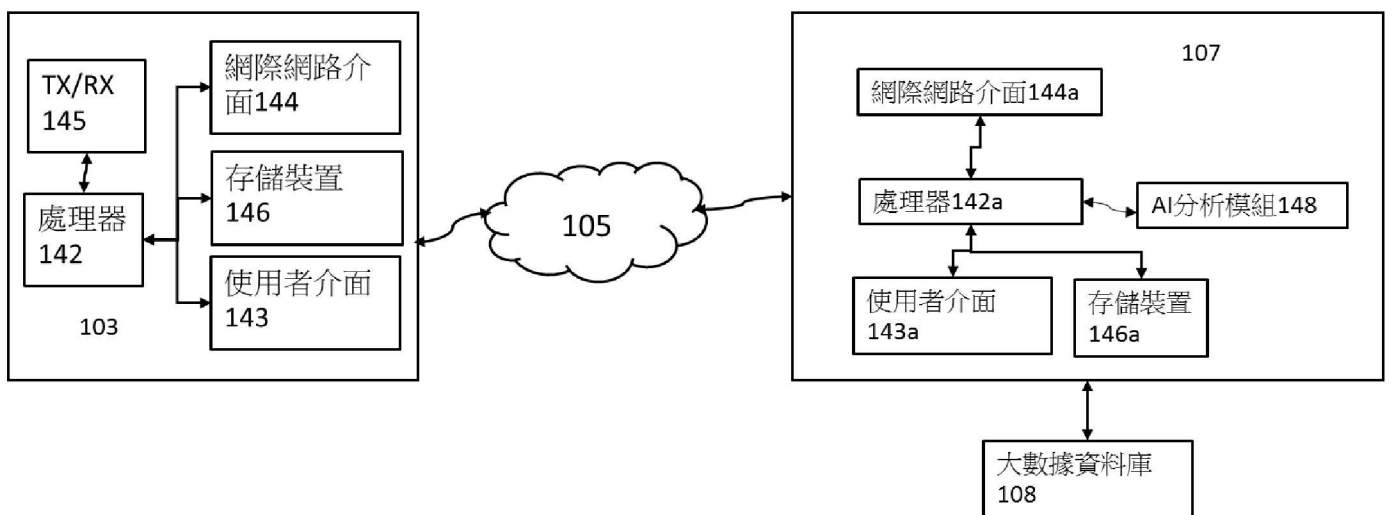 TX/RX
145
網際網路介
面144
存儲裝置
146
處理器
142
使用者介面
143
103
105
107
網際網路介面144a
處理器142a
AI分析模組148
使用者介面
143a
存儲裝置
146a
大數據資料庫
108